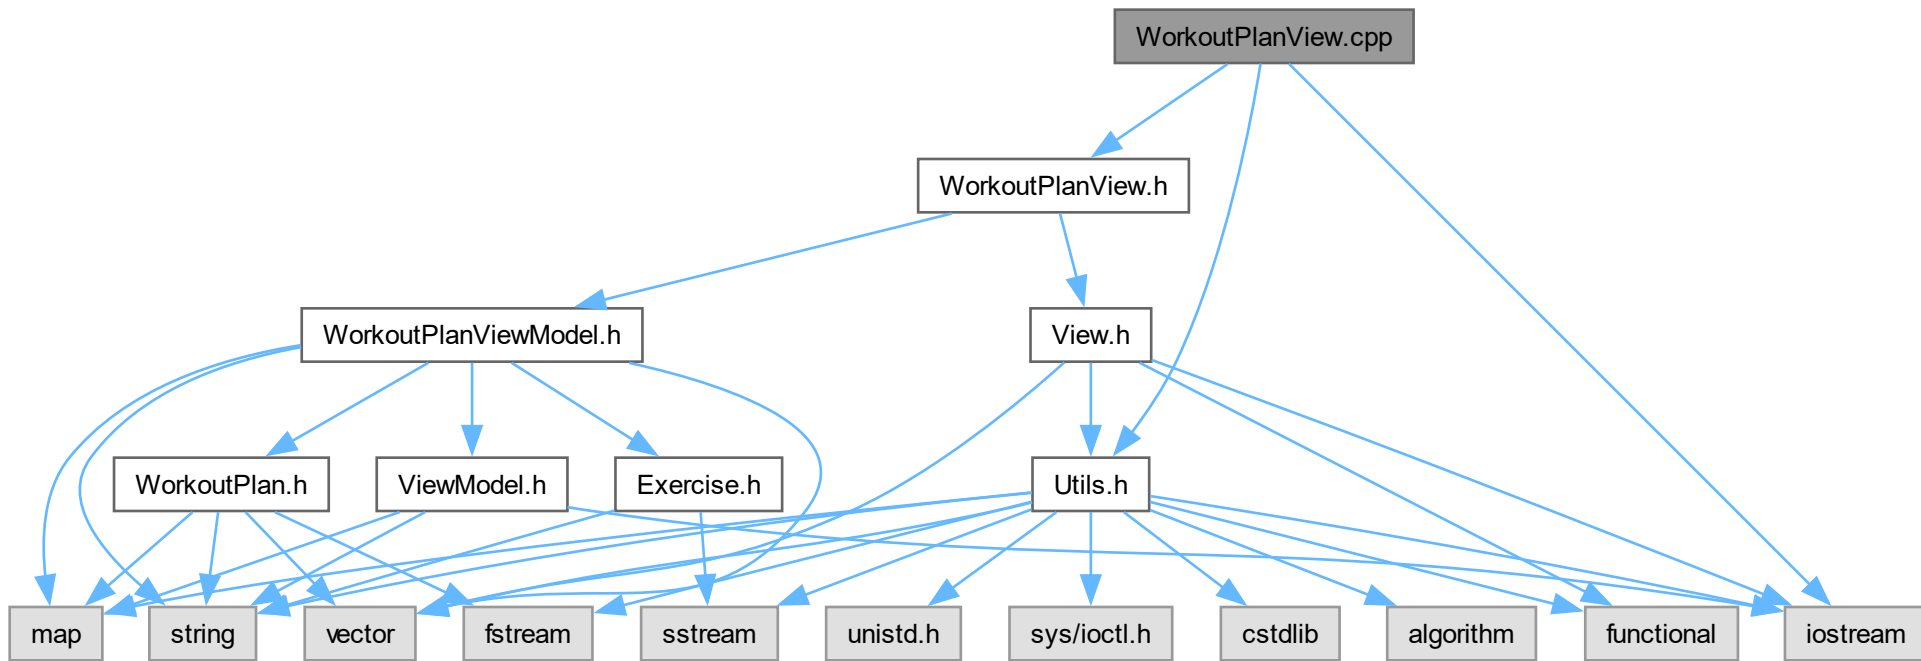 WorkoutPlanView.cpp
WorkoutPlanView.h
WorkoutPlanViewModel.h
View.h
WorkoutPlan.h
ViewModel.h
Exercise.h
Utils.h
map
string
vector
fstream
sstream
unistd.h
sys/ioctl.h
cstdlib
algorithm
functional
iostream